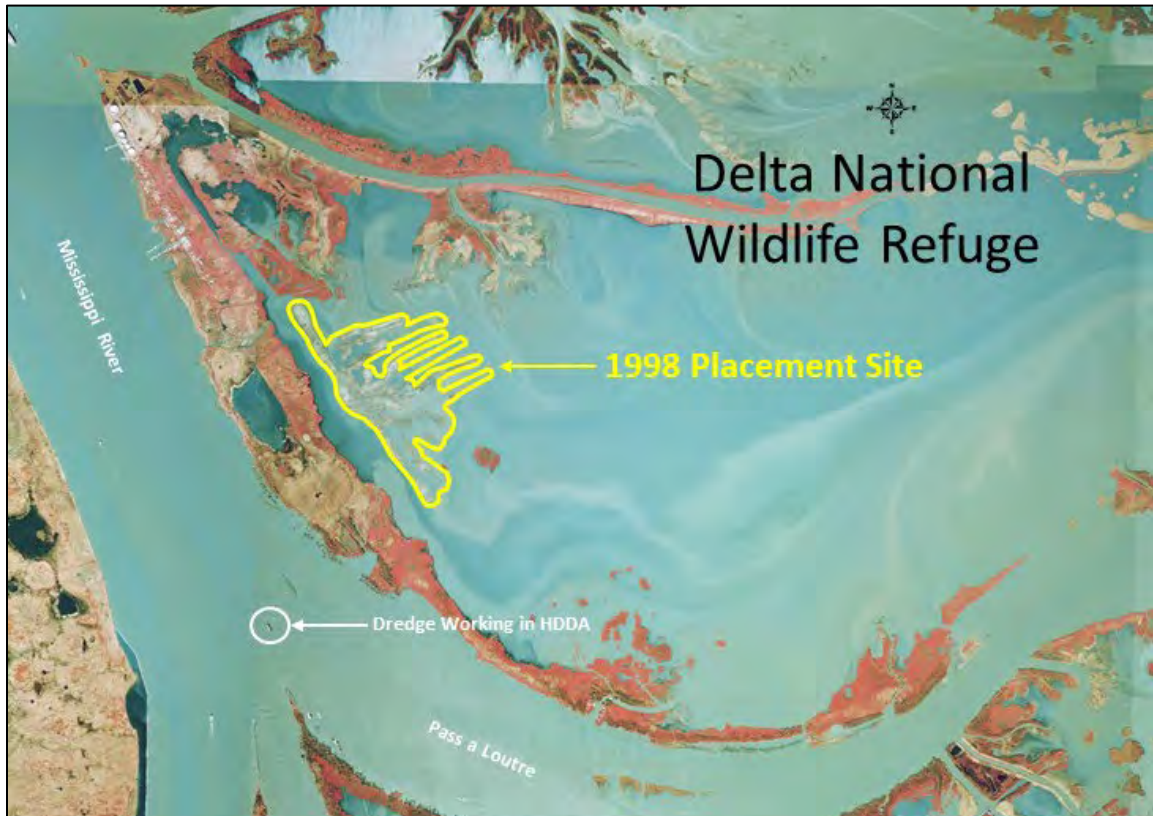 N
W E
S
Delta National
Wildlife Refuge
Mississippi River
1998 Placement Site
Dredge Working in HDDA
Pass a Loutre